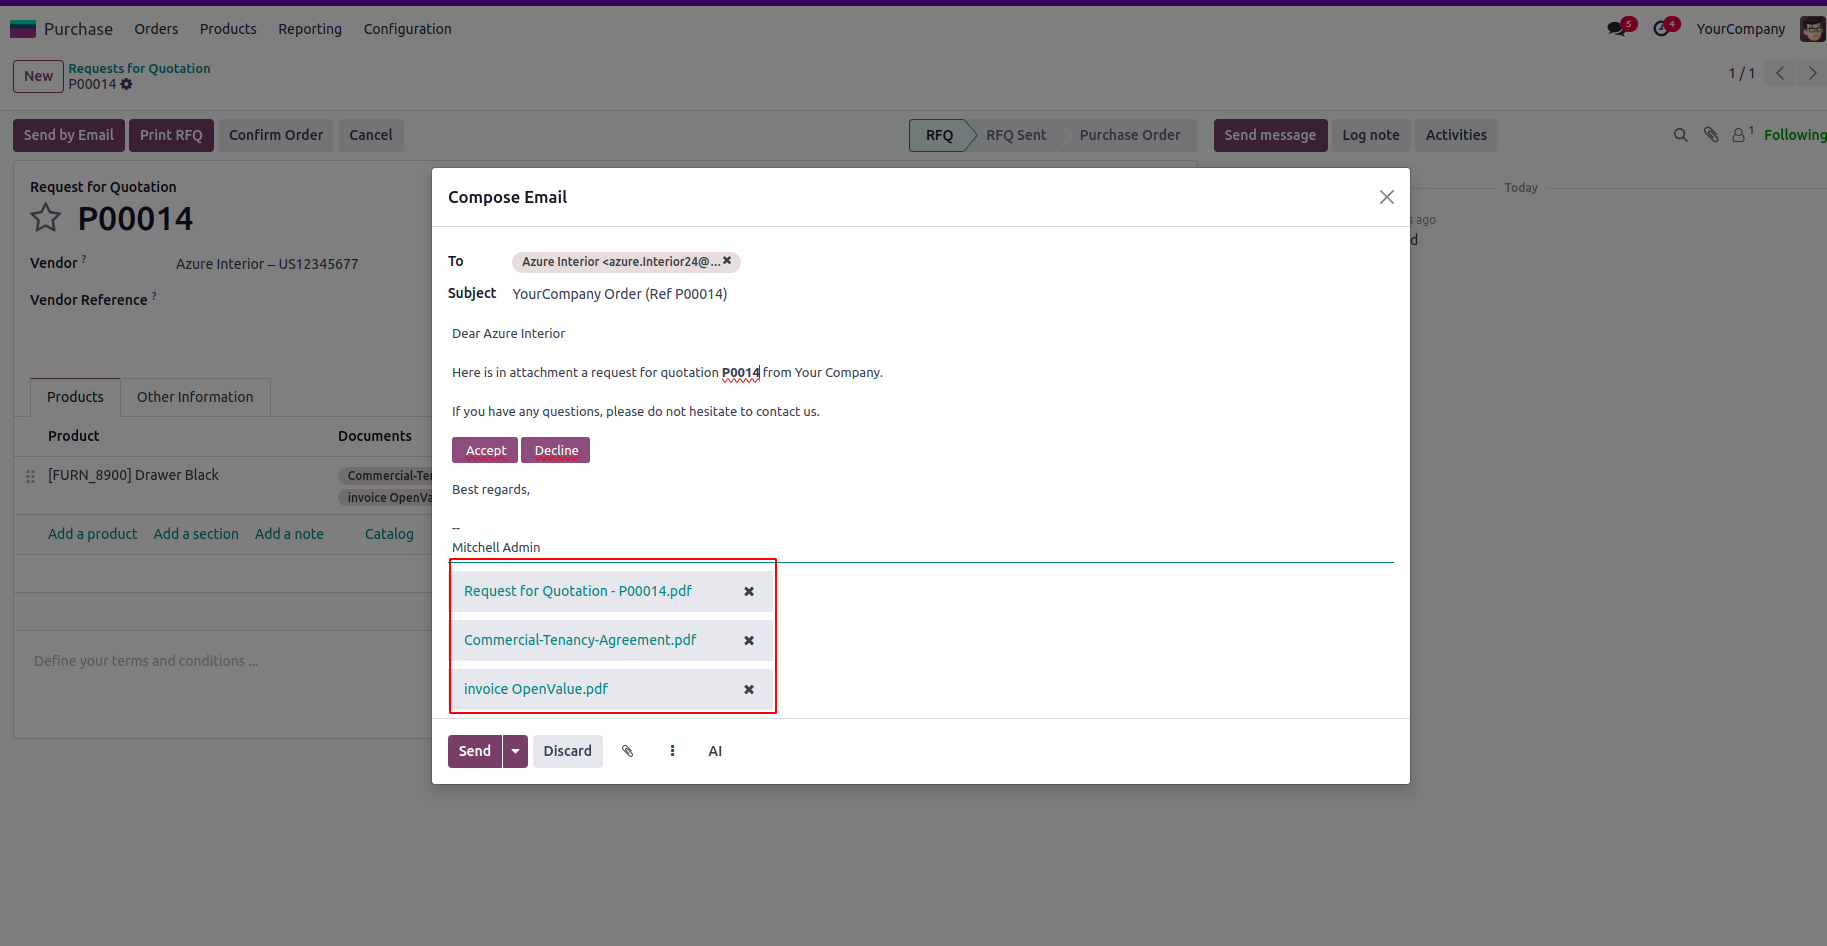 Purchase Orders Products Reporting Configuration 5 4 YourCompany
New Requests for Quotation
P00014 1 / 1
Send by Email Print RFQ Confirm Order Cancel RFQ RFQ Sent Purchase Order Send message Log note Activities 1 Following
Request for Quotation
P00014
Vendor ? Azure Interior – US12345677
Vendor Reference ?
Products Other Information
Product Documents
[FURN_8900] Drawer Black Commercial-Te
invoice OpenVa
Add a product Add a section Add a note Catalog
Define your terms and conditions ...
Today
s ago
d
Compose Email
To Azure Interior <azure.Interior24@...
Subject YourCompany Order (Ref P00014)
Dear Azure Interior
Here is in attachment a request for quotation P0014 from Your Company.
If you have any questions, please do not hesitate to contact us.
Accept Decline
Best regards,
--
Mitchell Admin
Request for Quotation - P00014.pdf
Commercial-Tenancy-Agreement.pdf
invoice OpenValue.pdf
Send Discard AI